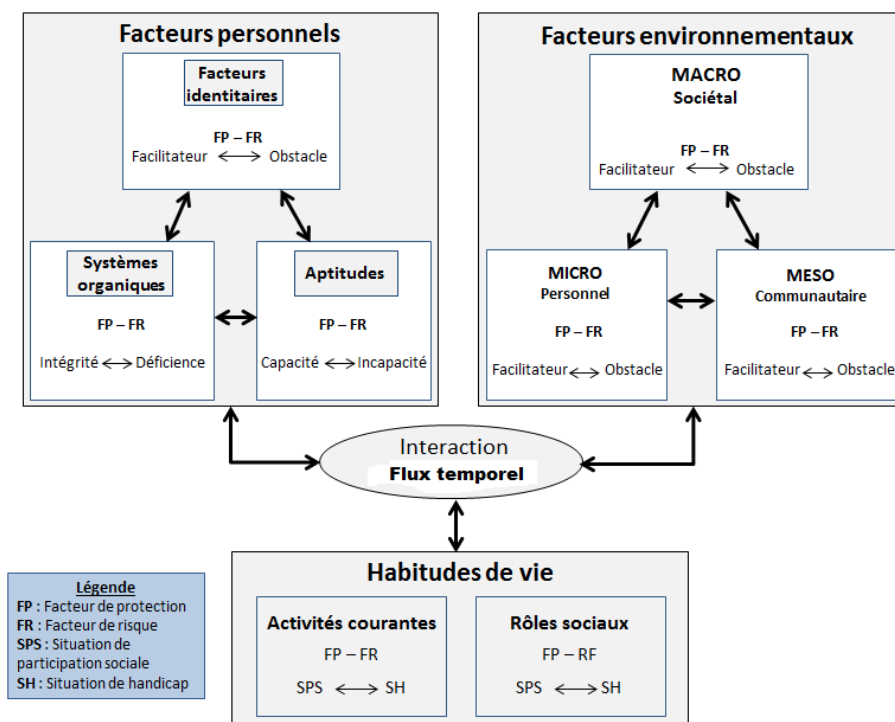 Facteurs personnels
Facteurs
identitaires
FP – FR
Facilitateur Obstacle
Systèmes
organiques
FP – FR
Intégrité Déficience
Aptitudes
FP – FR
Capacité Incapacité
Facteurs environnementaux
MACRO
Sociétal
FP – FR
Facilitateur Obstacle
MICRO
Personnel
FP – FR
Facilitateur Obstacle
MESO
Communautaire
FP – FR
Facilitateur Obstacle
Interaction
Flux temporel
Habitudes de vie
Activités courantes
FP – FR
SPS SH
Rôles sociaux
FP – RF
SPS SH
Légende
FP : Facteur de protection
FR : Facteur de risque
SPS : Situation de
participation sociale
SH : Situation de handicap